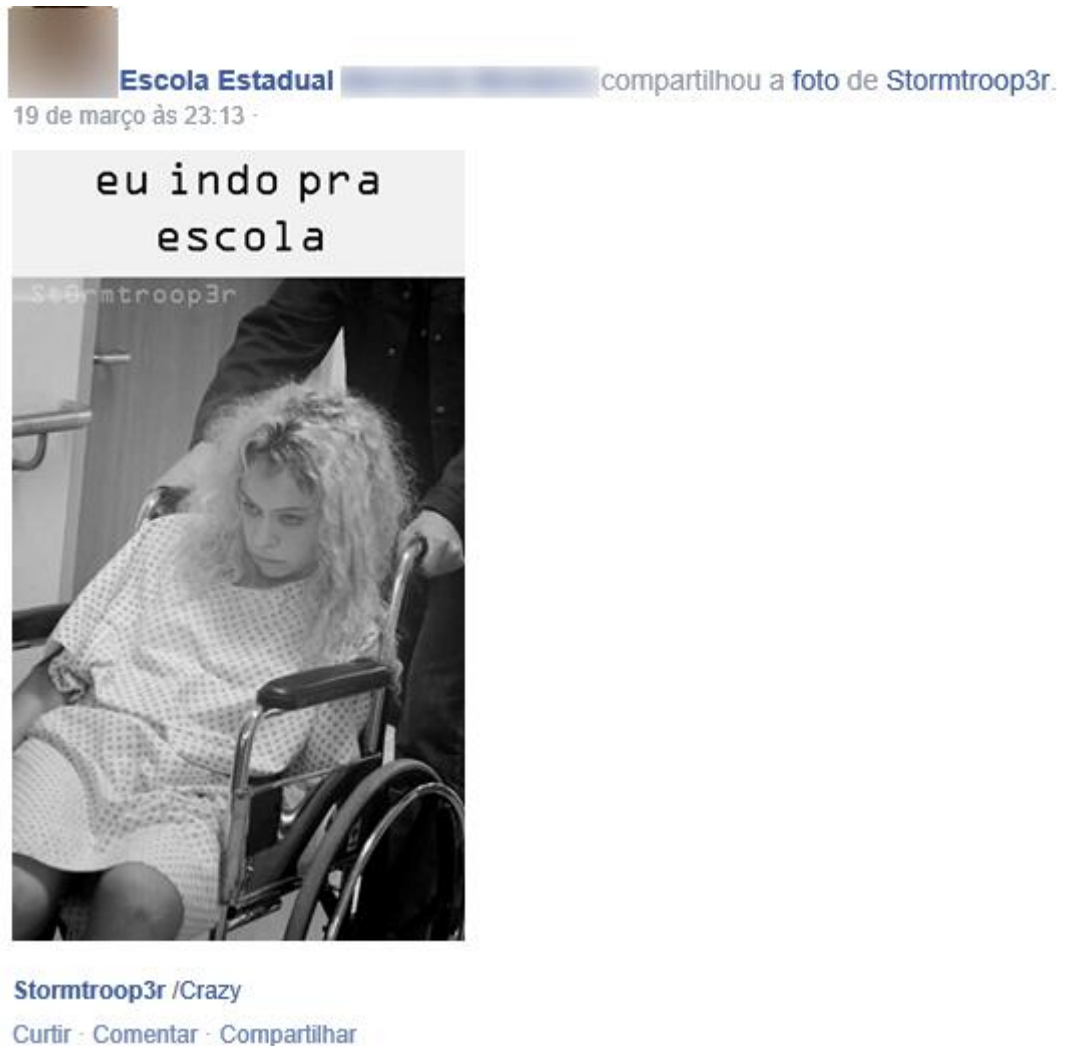 Escola Estadual compartilhou a foto de Stormtroop3r.
19 de março às 23:13 ·
eu indo pra
escola
St0rmtroop3r
Stormtroop3r /Crazy
Curtir · Comentar · Compartilhar